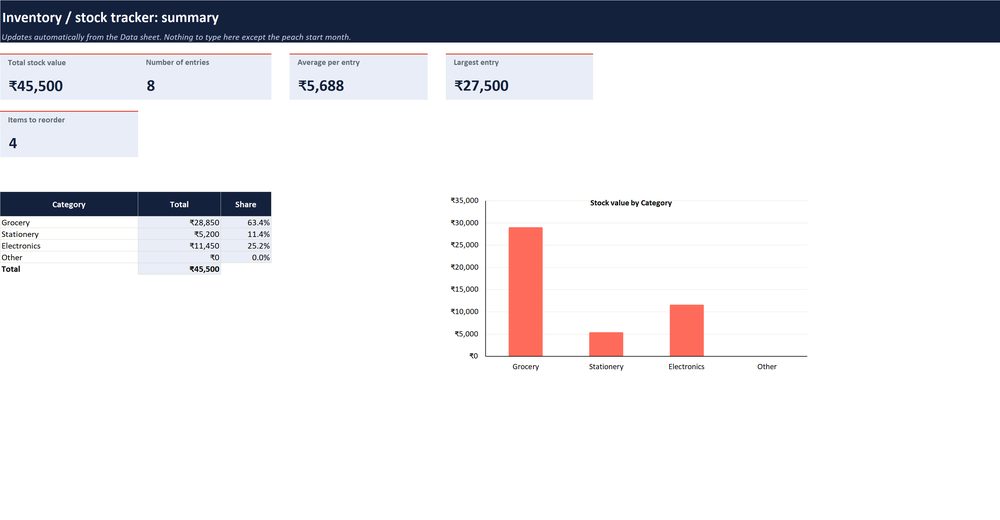 Inventory / stock tracker: summary
Updates automatically from the Data sheet. Nothing to type here except the peach start month.
Total stock value Number of entries Average per entry Largest entry
₹45,500 8 ₹5,688 ₹27,500
Items to reorder
4
Category Total Share
Grocery ₹28,850 63.4%
Stationery ₹5,200 11.4%
Electronics ₹11,450 25.2%
Other ₹0 0.0%
Total ₹45,500
Stock value by Category
₹35,000
₹30,000
₹25,000
₹20,000
₹15,000
₹10,000
₹5,000
₹0
Grocery Stationery Electronics Other